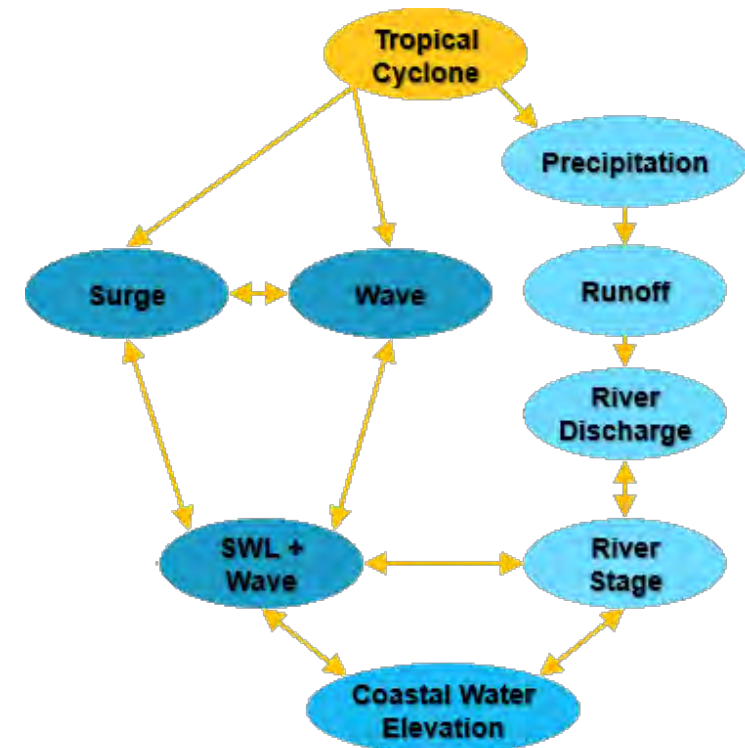 Tropical
Cyclone
Precipitation
Surge
Wave
Runoff
River
Discharge
SWL +
Wave
River
Stage
Coastal Water
Elevation